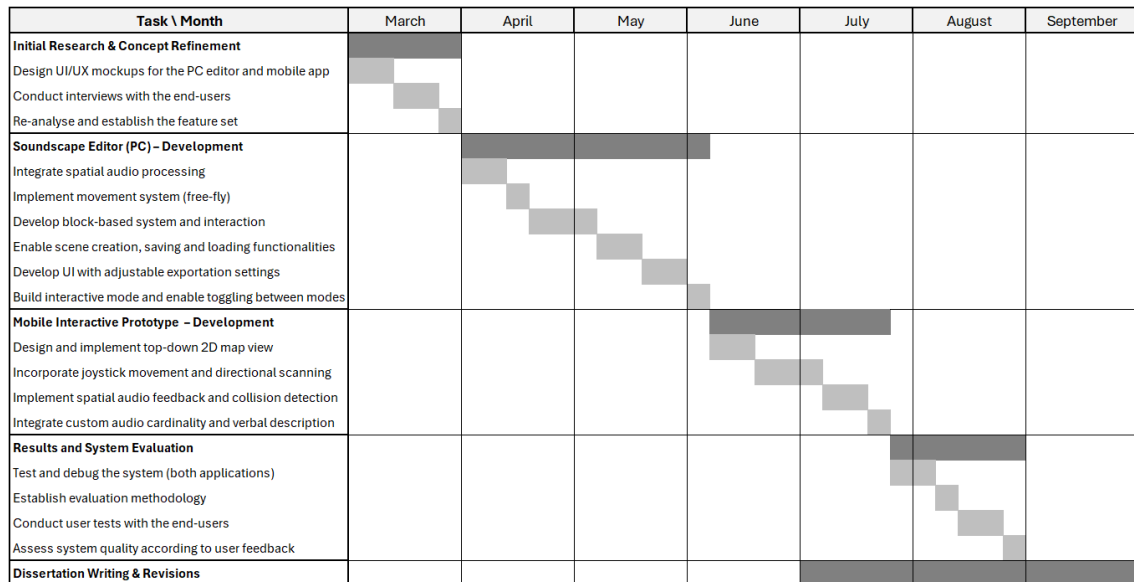 Task \ Month March April May June July August September
Initial Research & Concept Refinement
Design UI/UX mockups for the PC editor and mobile app
Conduct interviews with the end-users
Re-analyse and establish the feature set
Soundscape Editor (PC) – Development
Integrate spatial audio processing
Implement movement system (free-fly)
Develop block-based system and interaction
Enable scene creation, saving and loading functionalities
Develop UI with adjustable exportation settings
Build interactive mode and enable toggling between modes
Mobile Interactive Prototype – Development
Design and implement top-down 2D map view
Incorporate joystick movement and directional scanning
Implement spatial audio feedback and collision detection
Integrate custom audio cardinality and verbal description
Results and System Evaluation
Test and debug the system (both applications)
Establish evaluation methodology
Conduct user tests with the end-users
Assess system quality according to user feedback
Dissertation Writing & Revisions